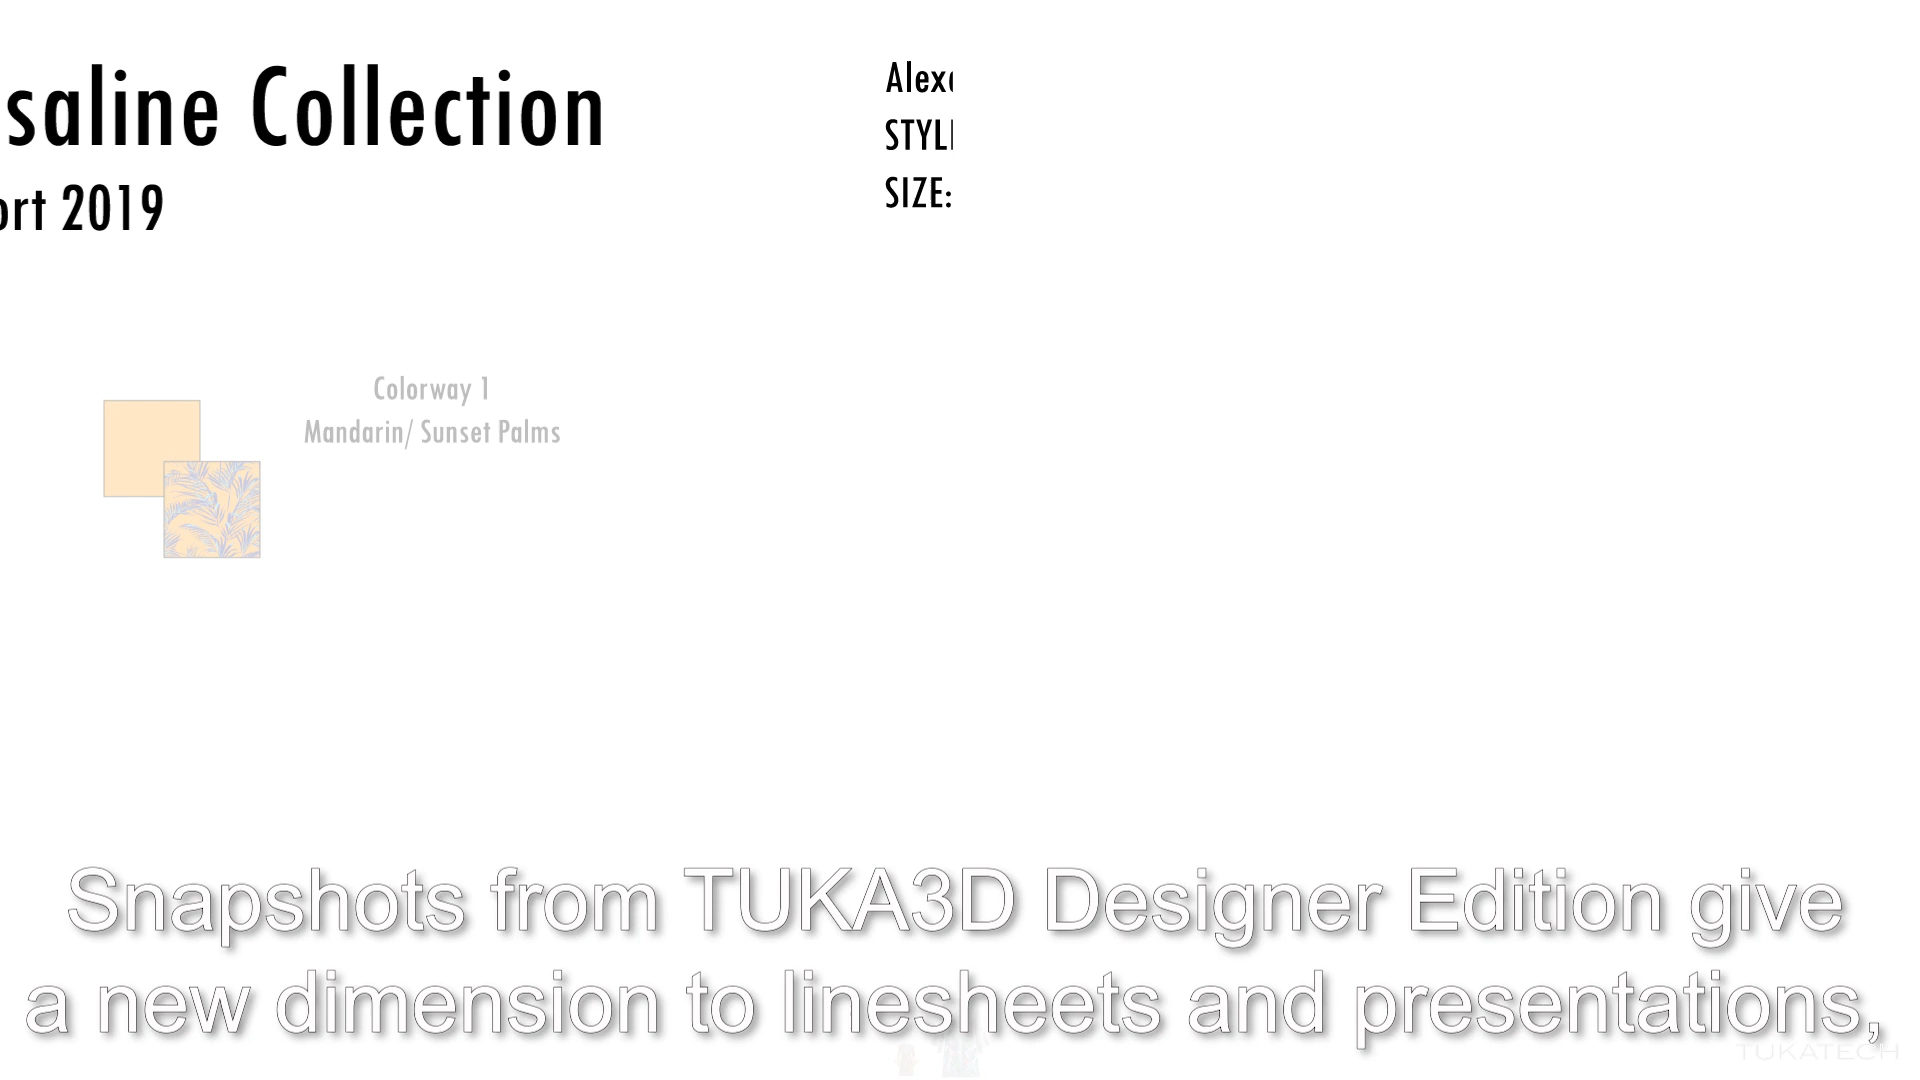 saline Collection
ort 2019
Alex
STYL
SIZE:
Colorway 1
Mandarin/ Sunset Palms
Snapshots from TUKA3D Designer Edition give
a new dimension to linesheets and presentations,
TUKATECH